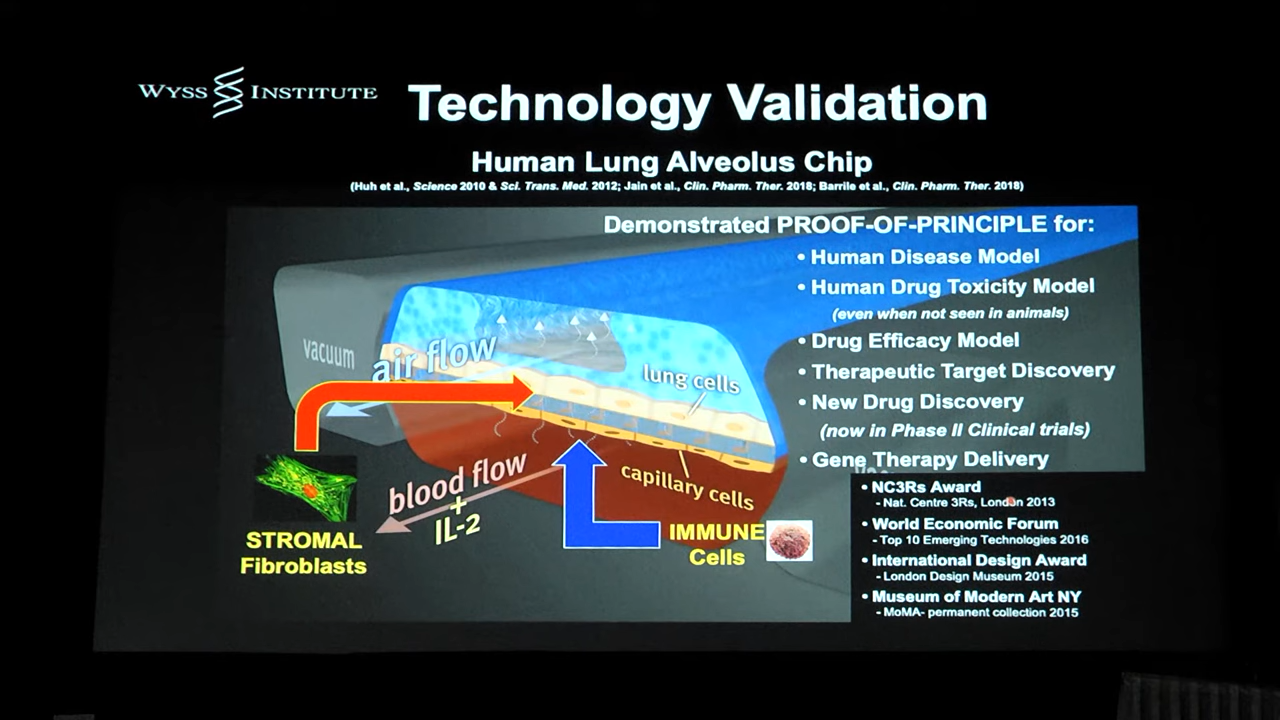 WYSS INSTITUTE
Technology Validation
Human Lung Alveolus Chip
(Huh et al., Science 2010 & Sci. Trans. Med. 2012; Jain et al., Clin. Pharm. Ther. 2018; Barrile et al., Clin. Pharm. Ther. 2018)
Demonstrated PROOF-OF-PRINCIPLE for:
• Human Disease Model
• Human Drug Toxicity Model
(even when not seen in animals)
• Drug Efficacy Model
• Therapeutic Target Discovery
• New Drug Discovery
(now in Phase II Clinical trials)
• Gene Therapy Delivery
vacuum
air flow
lung cells
blood flow
+
IL-2
capillary cells
STROMAL
Fibroblasts
IMMUNE
Cells
• NC3Rs Award
- Nat. Centre 3Rs, London 2013
• World Economic Forum
- Top 10 Emerging Technologies 2016
• International Design Award
- London Design Museum 2015
• Museum of Modern Art NY
- MoMA- permanent collection 2015